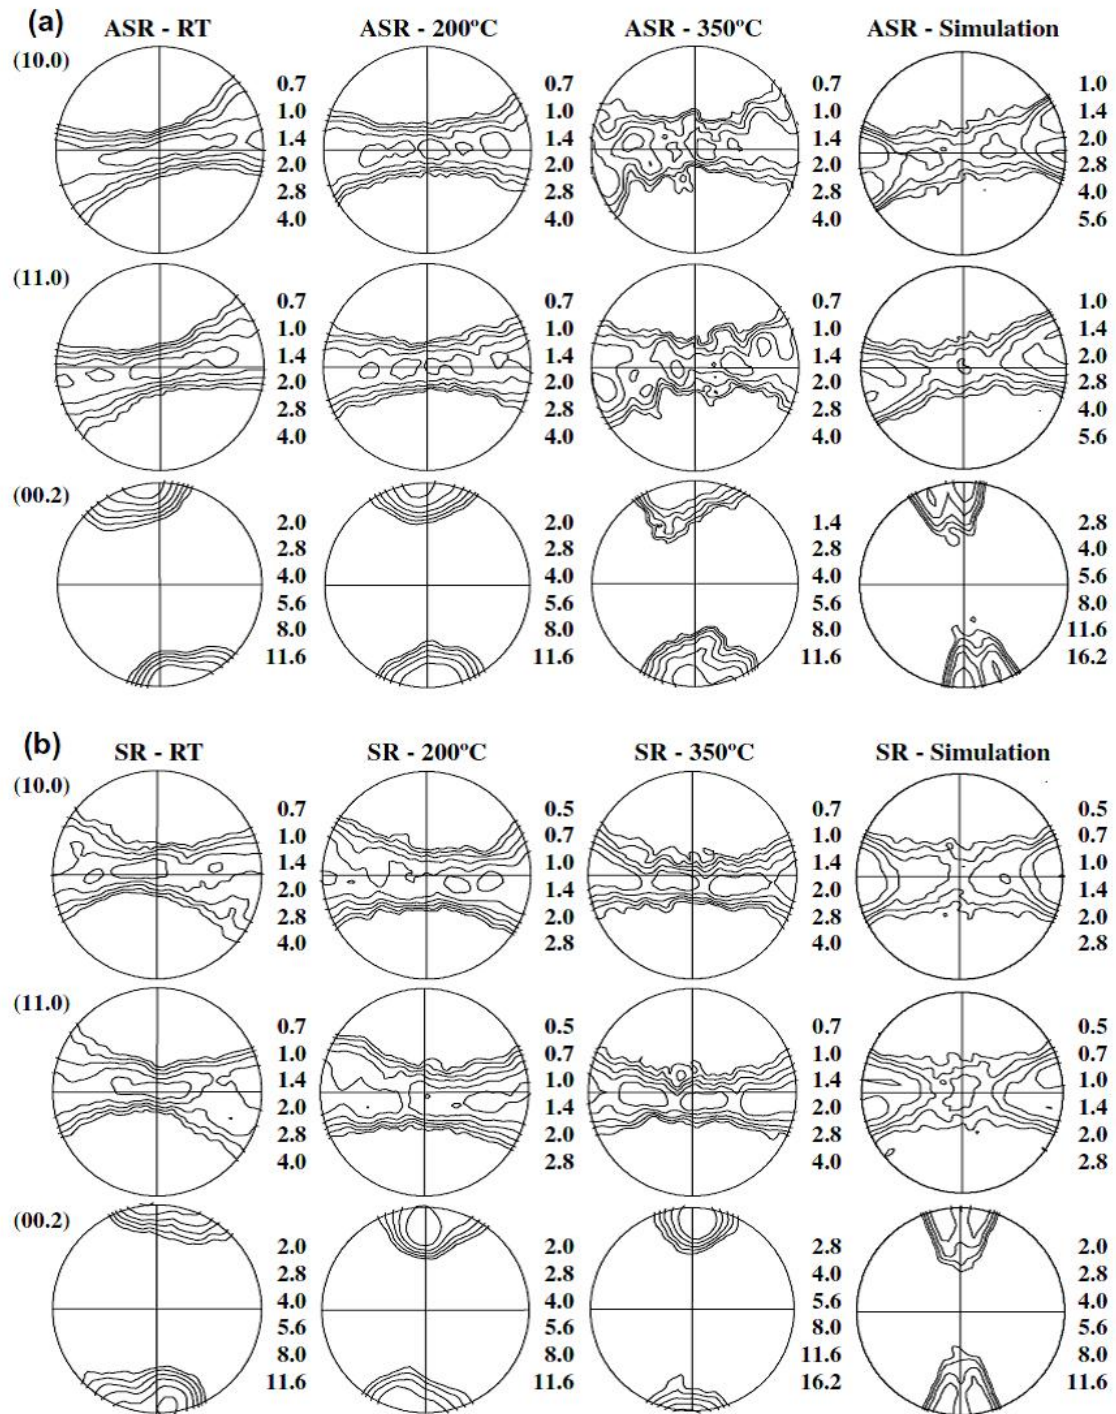 (a)
ASR - RT ASR - 200ºC ASR - 350ºC ASR - Simulation
(10.0)
0.7 0.7 0.7 1.0
1.0 1.0 1.0 1.4
1.4 1.4 1.4 2.0
2.0 2.0 2.0 2.8
2.8 2.8 2.8 4.0
4.0 4.0 4.0 5.6
(11.0)
0.7 0.7 0.7 1.0
1.0 1.0 1.0 1.4
1.4 1.4 1.4 2.0
2.0 2.0 2.0 2.8
2.8 2.8 2.8 4.0
4.0 4.0 4.0 5.6
(00.2)
2.0 2.0 1.4 2.8
2.8 2.8 2.8 4.0
4.0 4.0 4.0 5.6
5.6 5.6 5.6 8.0
8.0 8.0 8.0 11.6
11.6 11.6 11.6 16.2
(b)
SR - RT SR - 200ºC SR - 350ºC SR - Simulation
(10.0)
0.7 0.5 0.7 0.5
1.0 0.7 1.0 0.7
1.4 1.0 1.4 1.0
2.0 1.4 2.0 1.4
2.8 2.0 2.8 2.0
4.0 2.8 4.0 2.8
(11.0)
0.7 0.5 0.7 0.5
1.0 0.7 1.0 0.7
1.4 1.0 1.4 1.0
2.0 1.4 2.0 1.4
2.8 2.0 2.8 2.0
4.0 2.8 4.0 2.8
(00.2)
2.0 2.0 2.8 2.0
2.8 2.8 4.0 2.8
4.0 4.0 5.6 4.0
5.6 5.6 8.0 5.6
8.0 8.0 11.6 8.0
11.6 11.6 16.2 11.6